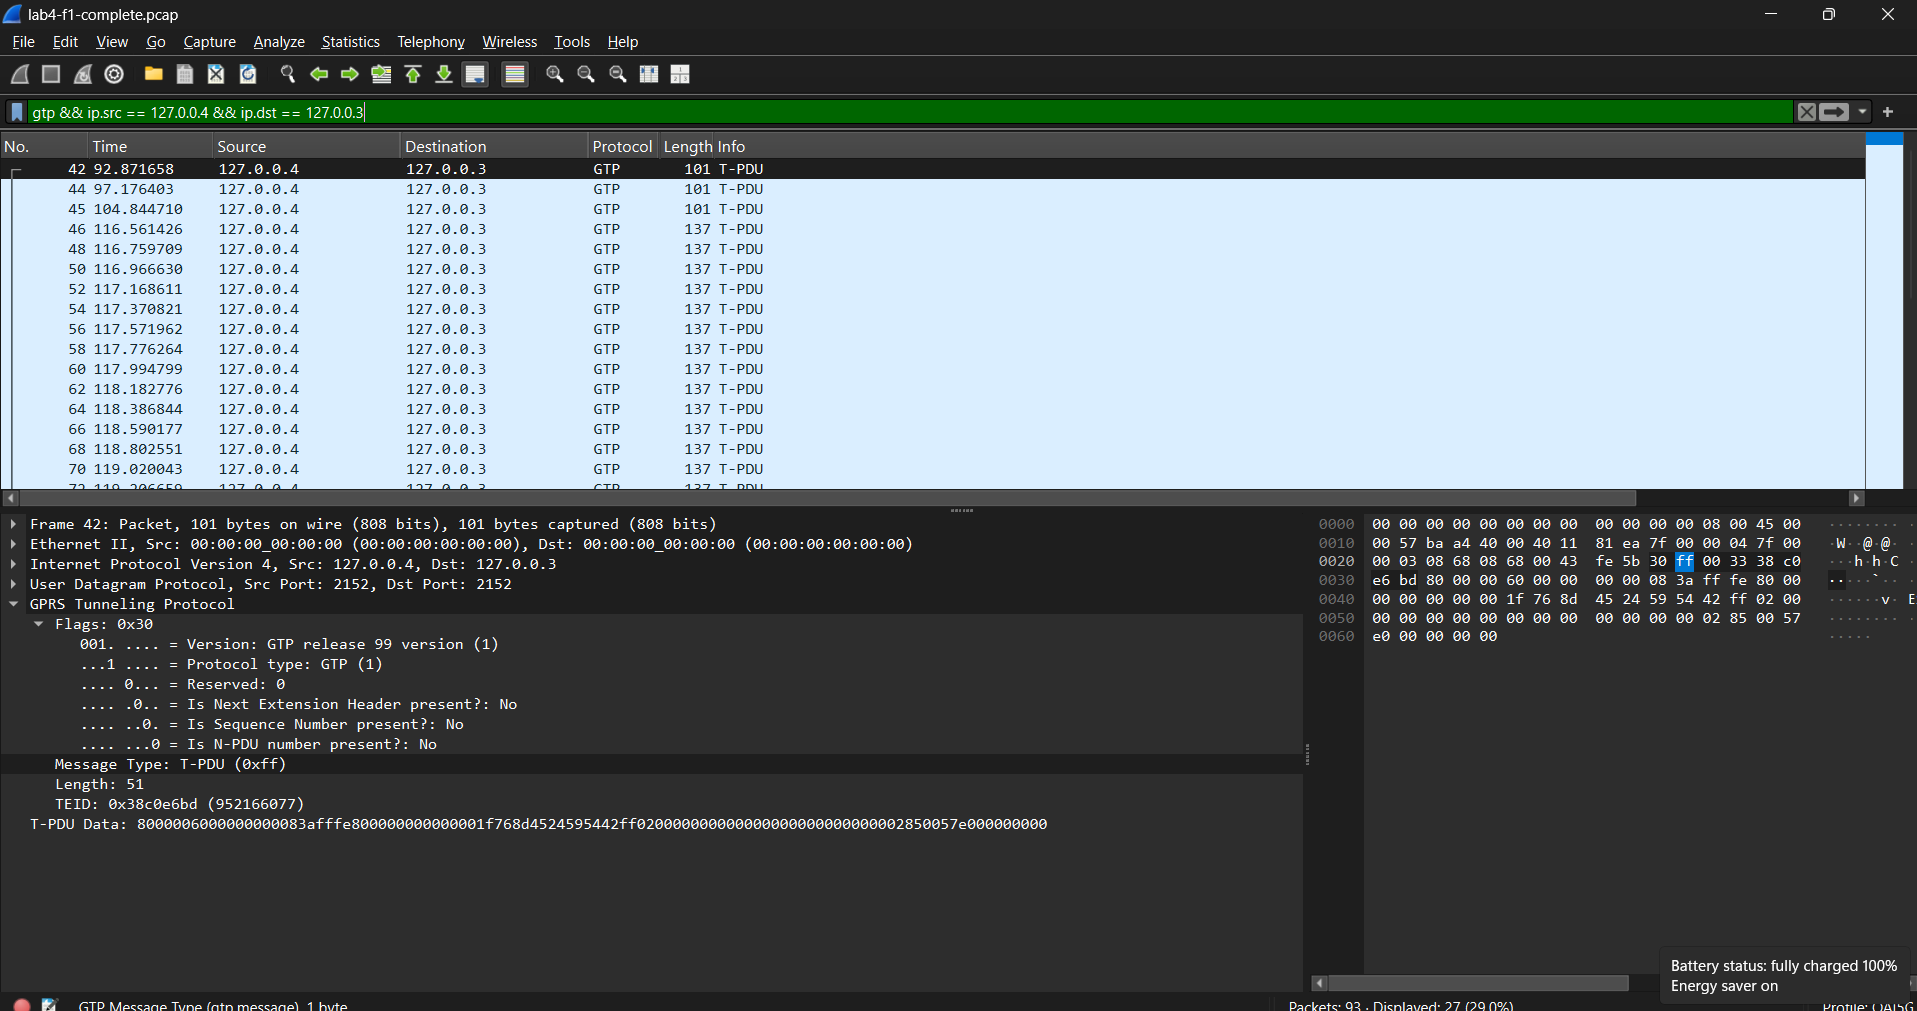 lab4-f1-complete.pcap
File Edit View Go Capture Analyze Statistics Telephony Wireless Tools Help
gtp && ip.src == 127.0.0.4 && ip.dst == 127.0.0.3
No. Time Source Destination Protocol Length Info
42 92.871658 127.0.0.4 127.0.0.3 GTP 101 T-PDU
44 97.176403 127.0.0.4 127.0.0.3 GTP 101 T-PDU
45 104.844710 127.0.0.4 127.0.0.3 GTP 101 T-PDU
46 116.561426 127.0.0.4 127.0.0.3 GTP 137 T-PDU
48 116.759709 127.0.0.4 127.0.0.3 GTP 137 T-PDU
50 116.966630 127.0.0.4 127.0.0.3 GTP 137 T-PDU
52 117.168611 127.0.0.4 127.0.0.3 GTP 137 T-PDU
54 117.370821 127.0.0.4 127.0.0.3 GTP 137 T-PDU
56 117.571962 127.0.0.4 127.0.0.3 GTP 137 T-PDU
58 117.776264 127.0.0.4 127.0.0.3 GTP 137 T-PDU
60 117.994799 127.0.0.4 127.0.0.3 GTP 137 T-PDU
62 118.182776 127.0.0.4 127.0.0.3 GTP 137 T-PDU
64 118.386844 127.0.0.4 127.0.0.3 GTP 137 T-PDU
66 118.590177 127.0.0.4 127.0.0.3 GTP 137 T-PDU
68 118.802551 127.0.0.4 127.0.0.3 GTP 137 T-PDU
70 119.020043 127.0.0.4 127.0.0.3 GTP 137 T-PDU
72 119.206659 127.0.0.4 127.0.0.3 GTP 137 T-PDU
Frame 42: Packet, 101 bytes on wire (808 bits), 101 bytes captured (808 bits)
Ethernet II, Src: 00:00:00_00:00:00 (00:00:00:00:00:00), Dst: 00:00:00_00:00:00 (00:00:00:00:00:00)
Internet Protocol Version 4, Src: 127.0.0.4, Dst: 127.0.0.3
User Datagram Protocol, Src Port: 2152, Dst Port: 2152
GPRS Tunneling Protocol
Flags: 0x30
001. .... = Version: GTP release 99 version (1)
...1 .... = Protocol type: GTP (1)
.... 0... = Reserved: 0
.... .0.. = Is Next Extension Header present?: No
.... ..0. = Is Sequence Number present?: No
.... ...0 = Is N-PDU number present?: No
Message Type: T-PDU (0xff)
Length: 51
TEID: 0x38c0e6bd (952166077)
T-PDU Data: 8000006000000000083afffe800000000000001f768d4524595442ff020000000000000000000000000002850057e000000000
0000 00 00 00 00 00 00 00 00 00 00 00 00 08 00 45 00 ········ ·
0010 00 57 ba a4 40 00 40 11 81 ea 7f 00 00 04 7f 00 ·W··@·@· ·
0020 00 03 08 68 08 68 00 43 fe 5b 30 ff 00 33 38 c0 ···h·h·C ·
0030 e6 bd 80 00 00 60 00 00 00 00 08 3a ff fe 80 00 ·····`·· ·
0040 00 00 00 00 00 1f 76 8d 45 24 59 54 42 ff 02 00 ······v· E
0050 00 00 00 00 00 00 00 00 00 00 00 00 02 85 00 57 ········ ·
0060 e0 00 00 00 00 ·····
Battery status: fully charged 100%
Energy saver on
GTP Message Type (gtp.message), 1 byte
Packets: 93 · Displayed: 27 (29.0%)
Profile: OAI5G